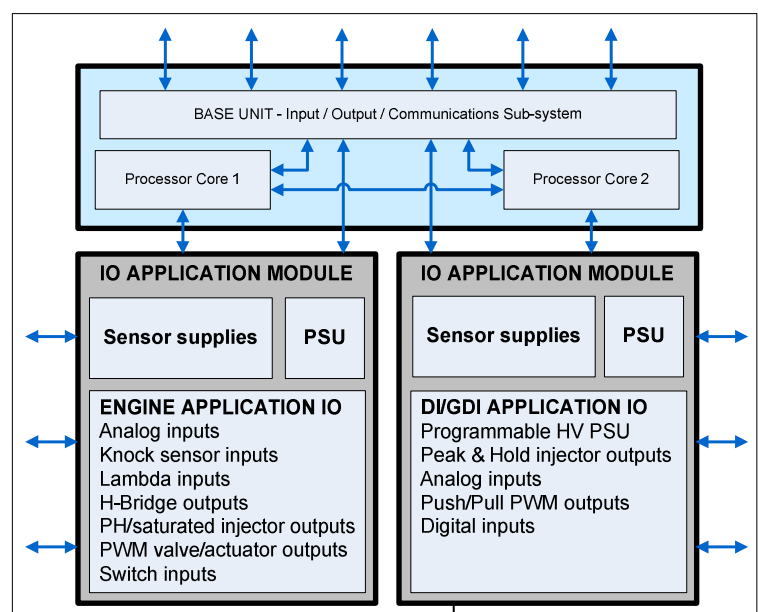 BASE UNIT - Input / Output / Communications Sub-system
Processor Core 1
Processor Core 2
IO APPLICATION MODULE
Sensor supplies
PSU
ENGINE APPLICATION IO
Analog inputs
Knock sensor inputs
Lambda inputs
H-Bridge outputs
PH/saturated injector outputs
PWM valve/actuator outputs
Switch inputs
IO APPLICATION MODULE
Sensor supplies
PSU
DI/GDI APPLICATION IO
Programmable HV PSU
Peak & Hold injector outputs
Analog inputs
Push/Pull PWM outputs
Digital inputs